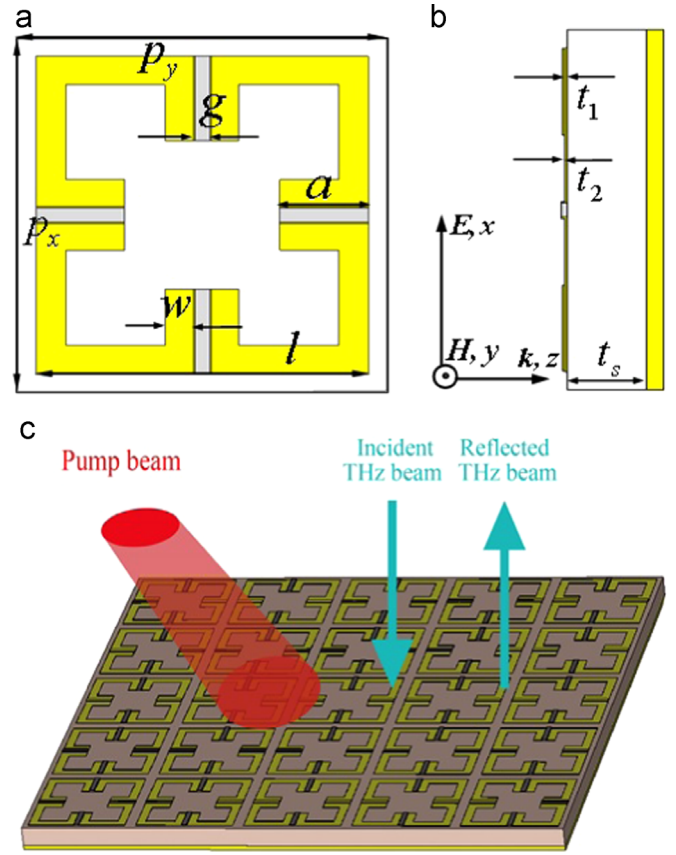 a
p_y
g
a
p_x
w
l
b
t_1
t_2
E, x
H, y
k, z
t_s
c
Pump beam
Incident
THz beam
Reflected
THz beam